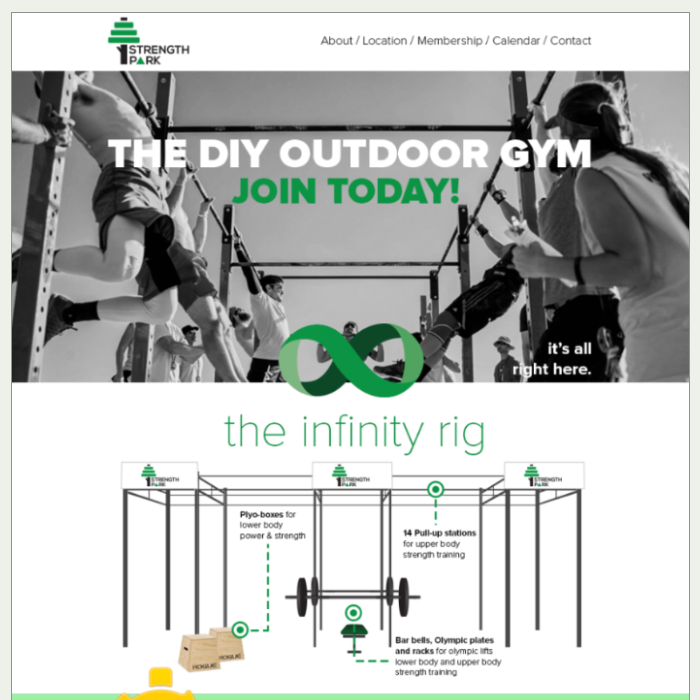 STRENGTH
PARK
About / Location / Membership / Calendar / Contact
THE DIY OUTDOOR GYM
JOIN TODAY!
it's all
right here.
the infinity rig
STRENGTH
PARK
STRENGTH
PARK
STRENGTH
PARK
Plyo-boxes for
lower body
power & strength
14 Pull-up stations
for upper body
strength training
ROGUE
ROGUE
Bar bells, Olympic plates
and racks for olympic lifts
lower body and upper body
strength training